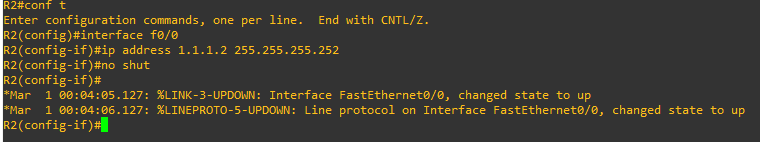 R2#conf t
Enter configuration commands, one per line.  End with CNTL/Z.
R2(config)#interface f0/0
R2(config-if)#ip address 1.1.1.2 255.255.255.252
R2(config-if)#no shut
R2(config-if)#
*Mar  1 00:04:05.127: %LINK-3-UPDOWN: Interface FastEthernet0/0, changed state to up
*Mar  1 00:04:06.127: %LINEPROTO-5-UPDOWN: Line protocol on Interface FastEthernet0/0, changed state to up
R2(config-if)#